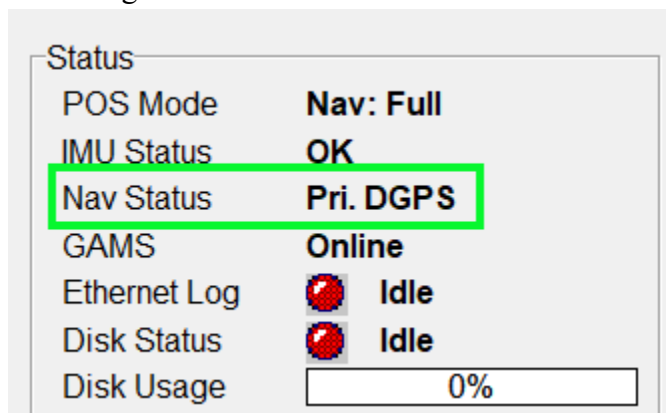 Status
POS Mode Nav: Full
IMU Status OK
Nav Status Pri. DGPS
GAMS Online
Ethernet Log Idle
Disk Status Idle
Disk Usage 0%